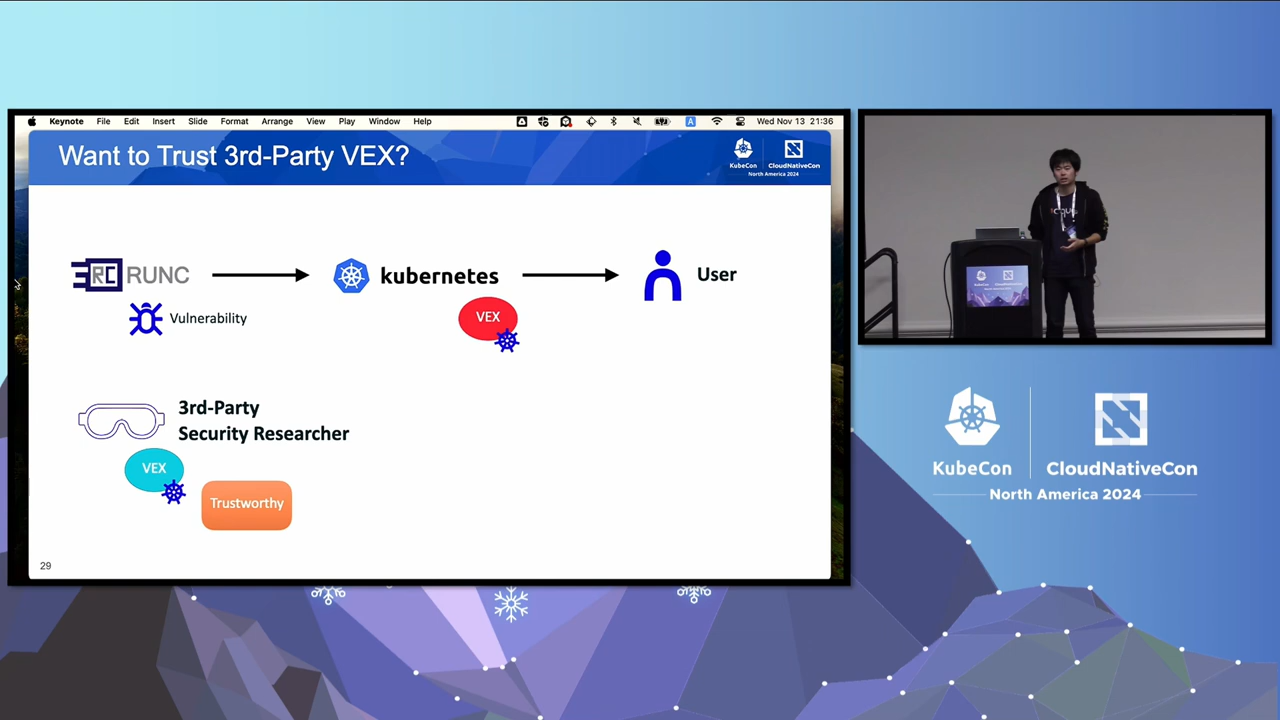 Keynote File Edit Insert Slide Format Arrange View Play Window Help
A
Wed Nov 13 21:36
Want to Trust 3rd-Party VEX?
KubeCon CloudNativeCon
North America 2024
RC RUNC
kubernetes
User
Vulnerability
VEX
3rd-Party
Security Researcher
VEX
Trustworthy
29
KubeCon CloudNativeCon
North America 2024